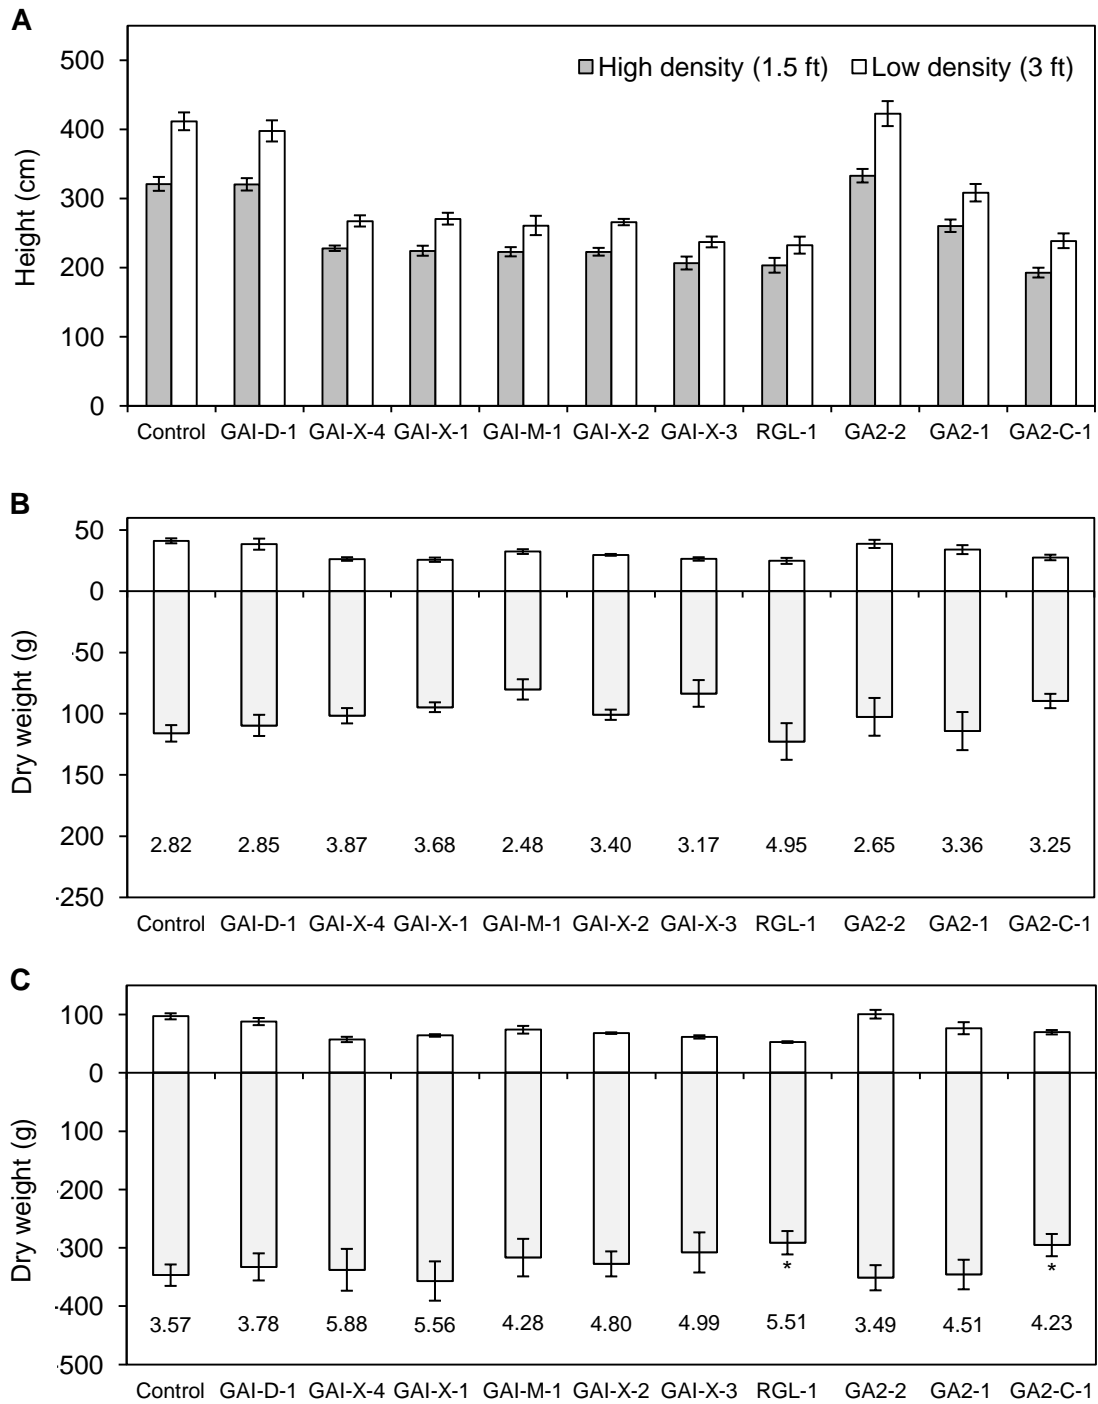 A
500
400
300
200
100
0
Height (cm)
High density (1.5 ft) Low density (3 ft)
Control GAI-D-1 GAI-X-4 GAI-X-1 GAI-M-1 GAI-X-2 GAI-X-3 RGL-1 GA2-2 GA2-1 GA2-C-1
B
50
0
-50
100
150
200
-250
Dry weight (g)
2.82 2.85 3.87 3.68 2.48 3.40 3.17 4.95 2.65 3.36 3.25
Control GAI-D-1 GAI-X-4 GAI-X-1 GAI-M-1 GAI-X-2 GAI-X-3 RGL-1 GA2-2 GA2-1 GA2-C-1
C
100
0
100
-200
-300
-400
500
Dry weight (g)
* *
3.57 3.78 5.88 5.56 4.28 4.80 4.99 5.51 3.49 4.51 4.23
Control GAI-D-1 GAI-X-4 GAI-X-1 GAI-M-1 GAI-X-2 GAI-X-3 RGL-1 GA2-2 GA2-1 GA2-C-1